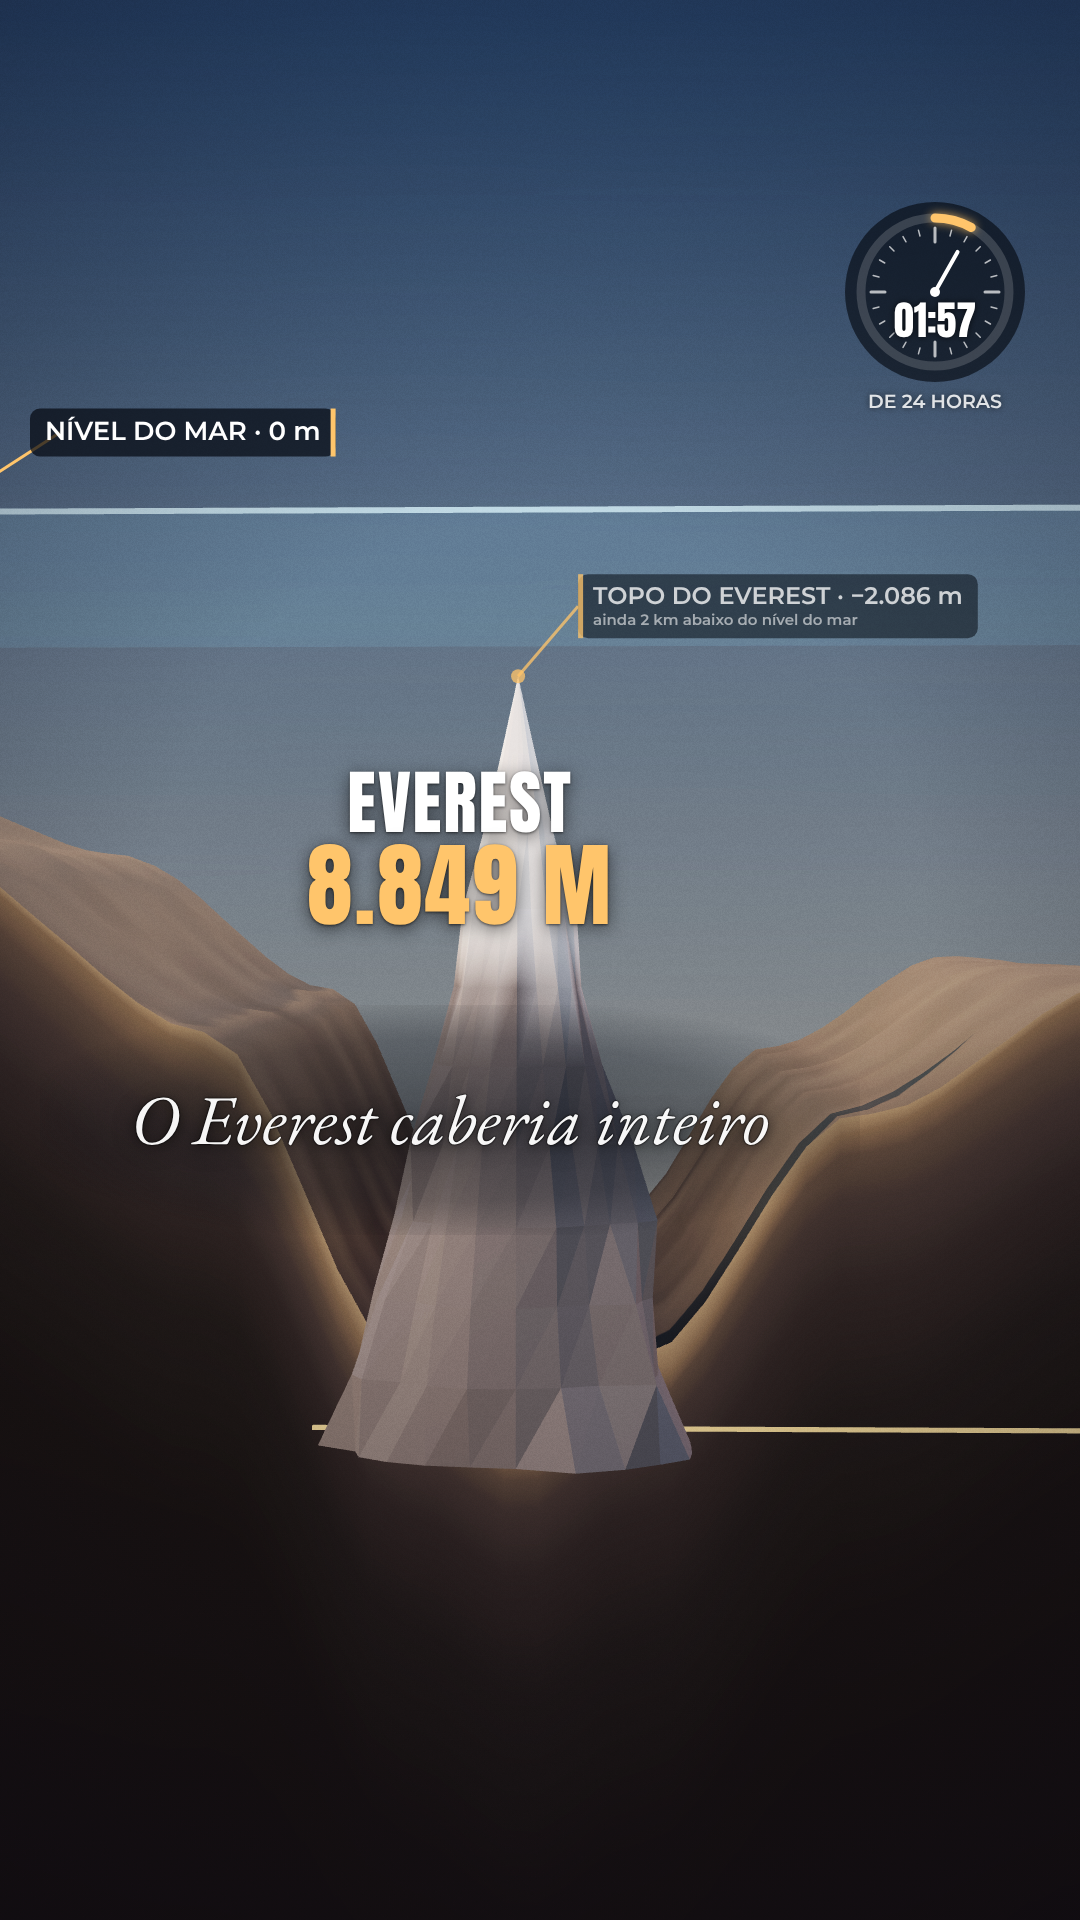 01:57
DE 24 HORAS
NÍVEL DO MAR · 0 m
TOPO DO EVEREST · −2.086 m
ainda 2 km abaixo do nível do mar
EVEREST
8.849 M
O Everest caberia inteiro